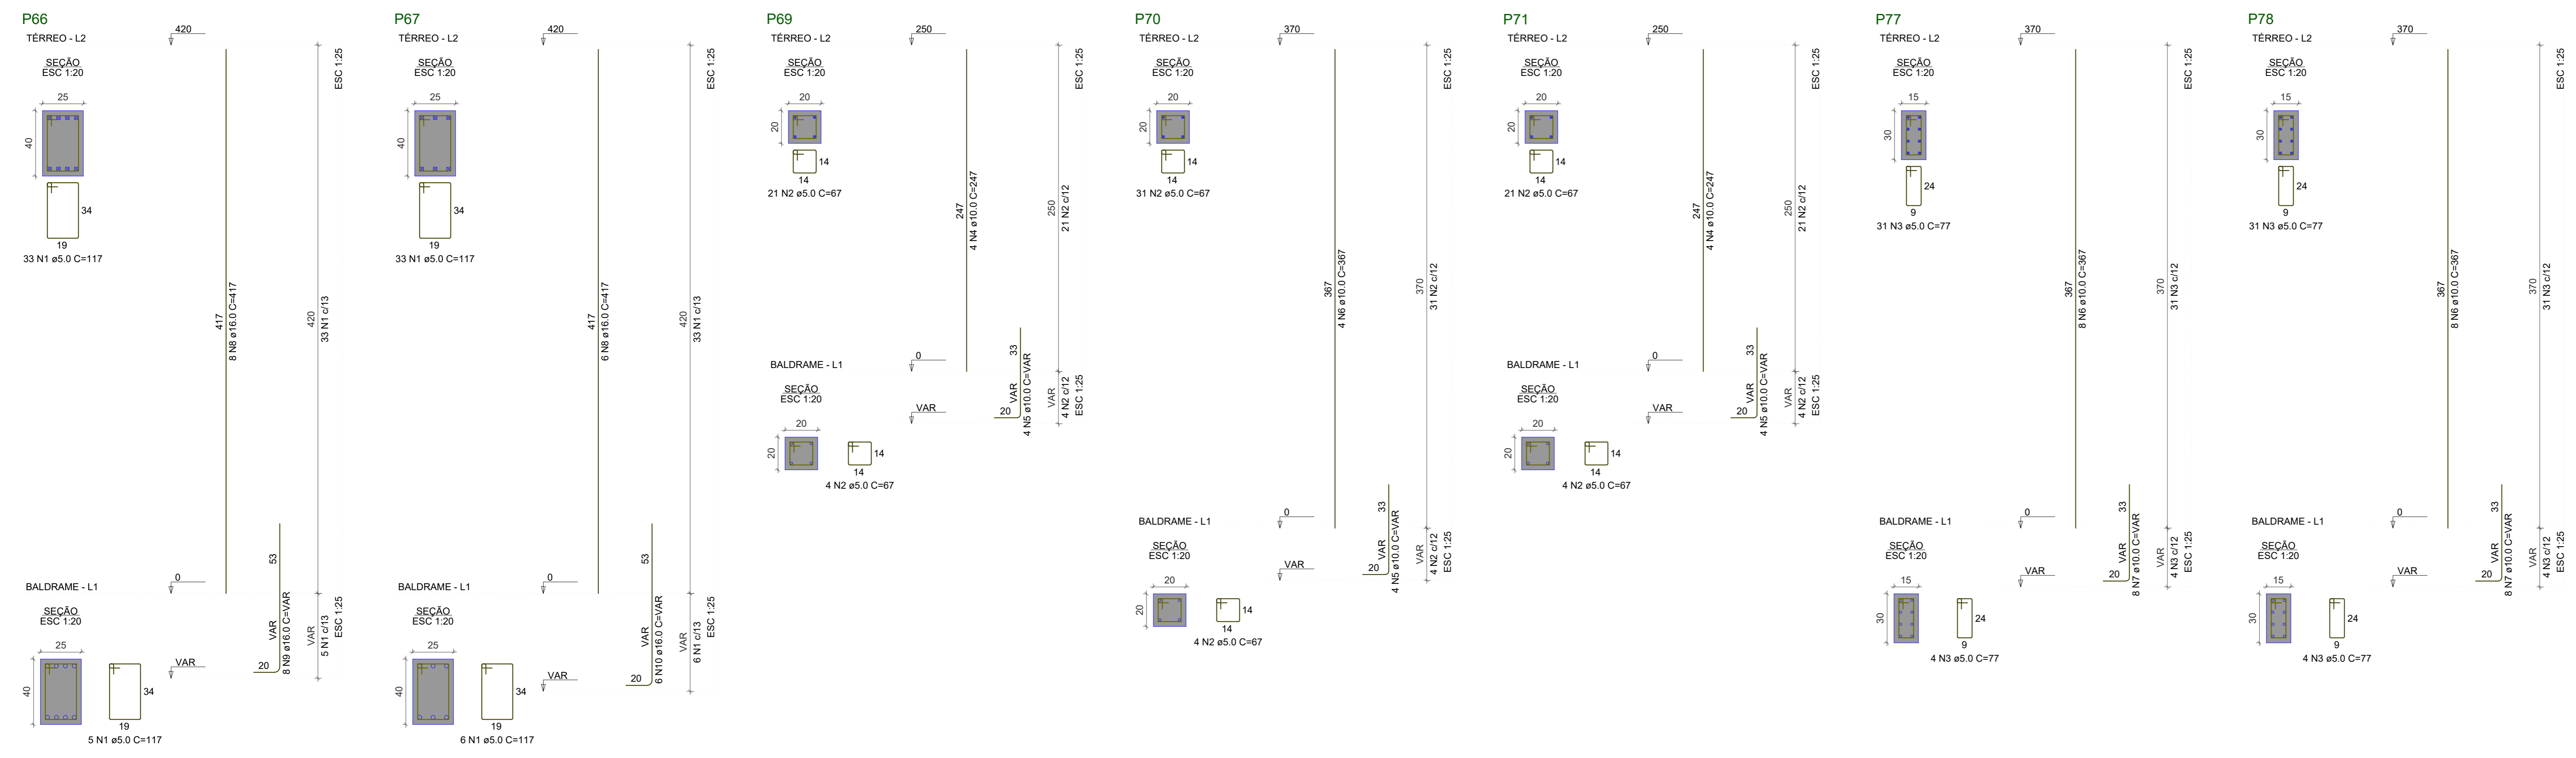 P66
TÉRREO - L2
420
SEÇÃO
ESC 1:20
25
40
34
19
33 N1 ø5.0 C=117
417
8 N8 ø16.0 C=417
420
33 N1 c/13
ESC 1:25
BALDRAME - L1
0
SEÇÃO
ESC 1:20
25
40
34
19
5 N1 ø5.0 C=117
VAR
53
VAR
20
8 N9 ø16.0 C=VAR
VAR
5 N1 c/13
ESC 1:25
P67
TÉRREO - L2
420
SEÇÃO
ESC 1:20
25
40
34
19
33 N1 ø5.0 C=117
417
6 N8 ø16.0 C=417
420
33 N1 c/13
ESC 1:25
BALDRAME - L1
0
SEÇÃO
ESC 1:20
25
40
34
19
6 N1 ø5.0 C=117
VAR
53
VAR
20
6 N10 ø16.0 C=VAR
VAR
6 N1 c/13
ESC 1:25
P69
TÉRREO - L2
250
SEÇÃO
ESC 1:20
20
20
14
14
21 N2 ø5.0 C=67
247
4 N4 ø10.0 C=247
250
21 N2 c/12
ESC 1:25
BALDRAME - L1
0
SEÇÃO
ESC 1:20
20
20
14
14
4 N2 ø5.0 C=67
VAR
33
VAR
20
4 N5 ø10.0 C=VAR
VAR
4 N2 c/12
ESC 1:25
P70
TÉRREO - L2
370
SEÇÃO
ESC 1:20
20
20
14
14
31 N2 ø5.0 C=67
367
4 N6 ø10.0 C=367
370
31 N2 c/12
ESC 1:25
BALDRAME - L1
0
SEÇÃO
ESC 1:20
20
20
14
14
4 N2 ø5.0 C=67
VAR
33
VAR
20
4 N5 ø10.0 C=VAR
VAR
4 N2 c/12
ESC 1:25
P71
TÉRREO - L2
250
SEÇÃO
ESC 1:20
20
20
14
14
21 N2 ø5.0 C=67
247
4 N4 ø10.0 C=247
250
21 N2 c/12
ESC 1:25
BALDRAME - L1
0
SEÇÃO
ESC 1:20
20
20
14
14
4 N2 ø5.0 C=67
VAR
33
VAR
20
4 N5 ø10.0 C=VAR
VAR
4 N2 c/12
ESC 1:25
P77
TÉRREO - L2
370
SEÇÃO
ESC 1:20
15
30
24
9
31 N3 ø5.0 C=77
367
8 N6 ø10.0 C=367
370
31 N3 c/12
ESC 1:25
BALDRAME - L1
0
SEÇÃO
ESC 1:20
15
30
24
9
4 N3 ø5.0 C=77
VAR
33
VAR
20
8 N7 ø10.0 C=VAR
VAR
4 N3 c/12
ESC 1:25
P78
TÉRREO - L2
370
SEÇÃO
ESC 1:20
15
30
24
9
31 N3 ø5.0 C=77
367
8 N6 ø10.0 C=367
370
31 N3 c/12
ESC 1:25
BALDRAME - L1
0
SEÇÃO
ESC 1:20
15
30
24
9
4 N3 ø5.0 C=77
VAR
33
VAR
20
8 N7 ø10.0 C=VAR
VAR
4 N3 c/12
ESC 1:25